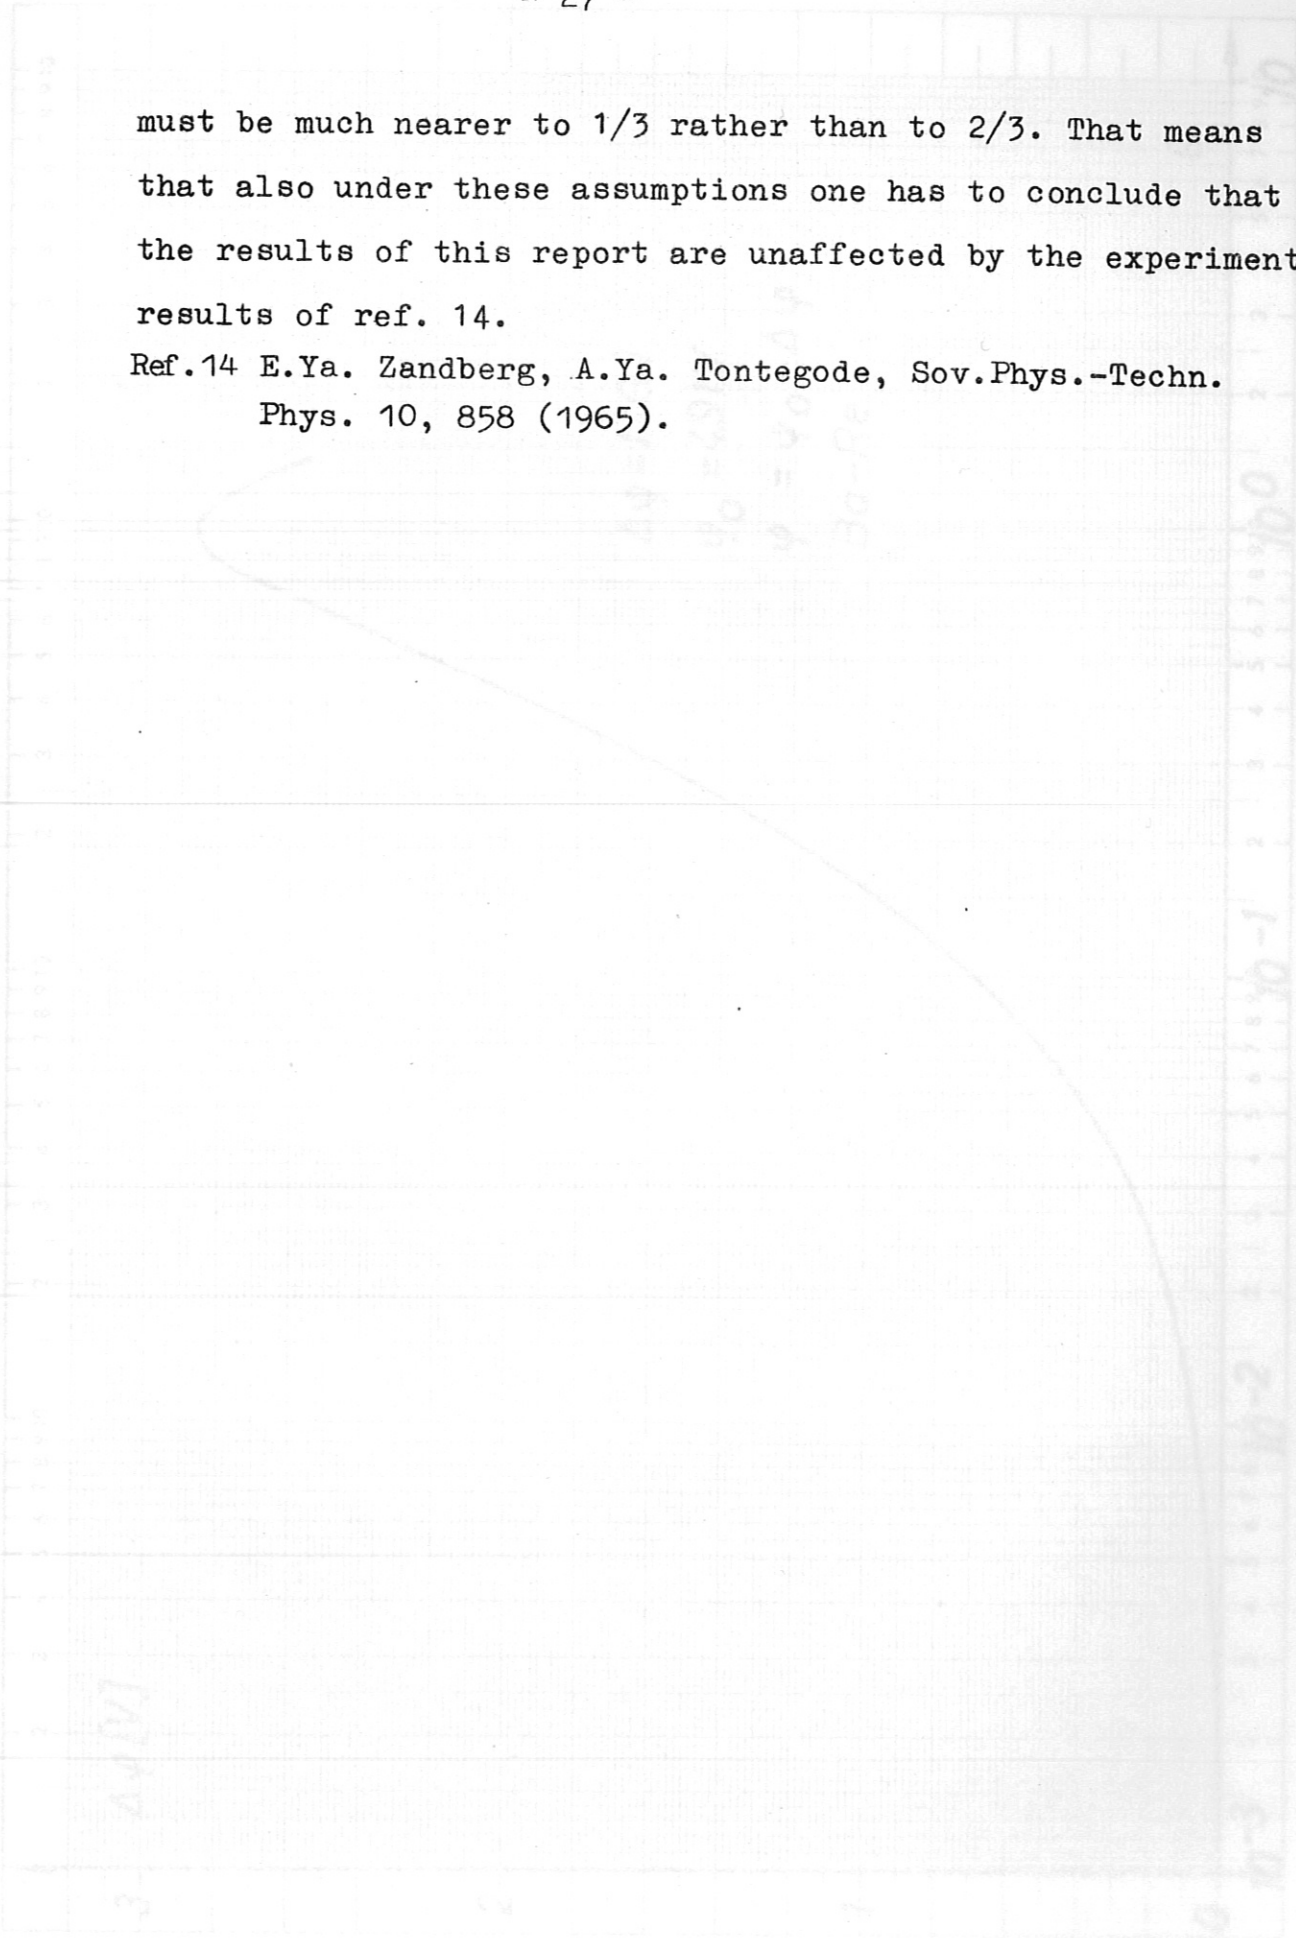 must be much nearer to 1/3 rather than to 2/3. That means
that also under these assumptions one has to conclude that
the results of this report are unaffected by the experiment
results of ref. 14.
Ref.14 E.Ya. Zandberg, A.Ya. Tontegode, Sov.Phys.-Techn.
Phys. 10, 858 (1965).